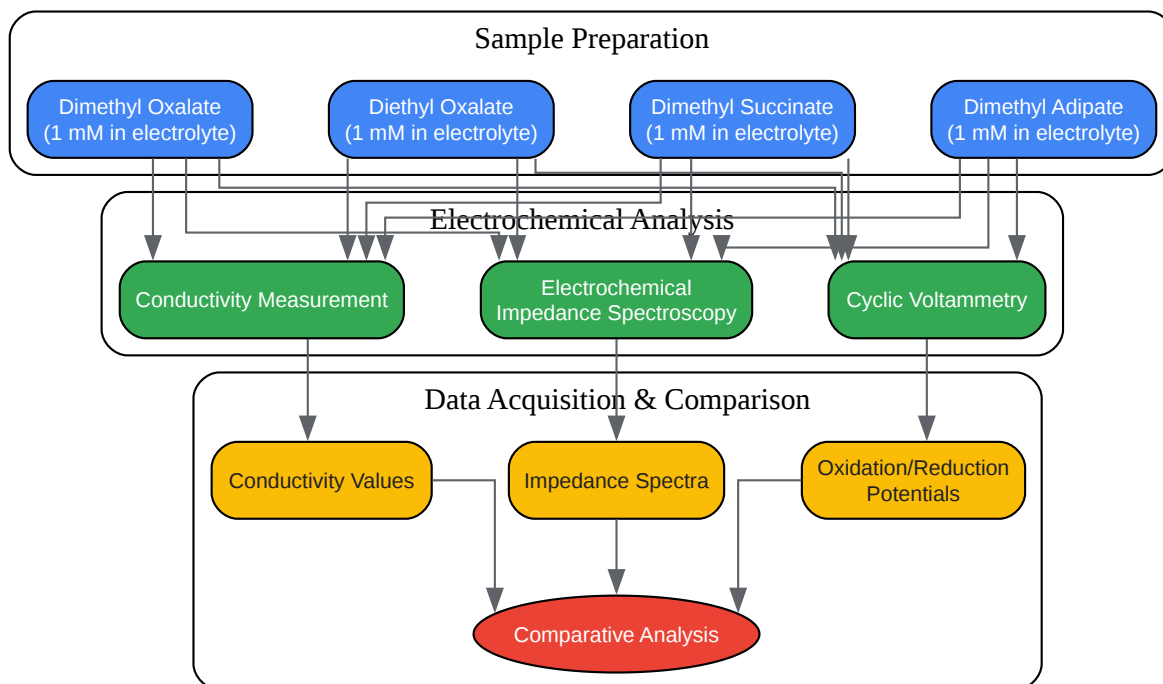 Sample Preparation
Dimethyl Oxalate
(1 mM in electrolyte)
Diethyl Oxalate
(1 mM in electrolyte)
Dimethyl Succinate
(1 mM in electrolyte)
Dimethyl Adipate
(1 mM in electrolyte)
Electrochemical Analysis
Conductivity Measurement
Electrochemical
Impedance Spectroscopy
Cyclic Voltammetry
Data Acquisition & Comparison
Conductivity Values
Impedance Spectra
Oxidation/Reduction
Potentials
Comparative Analysis